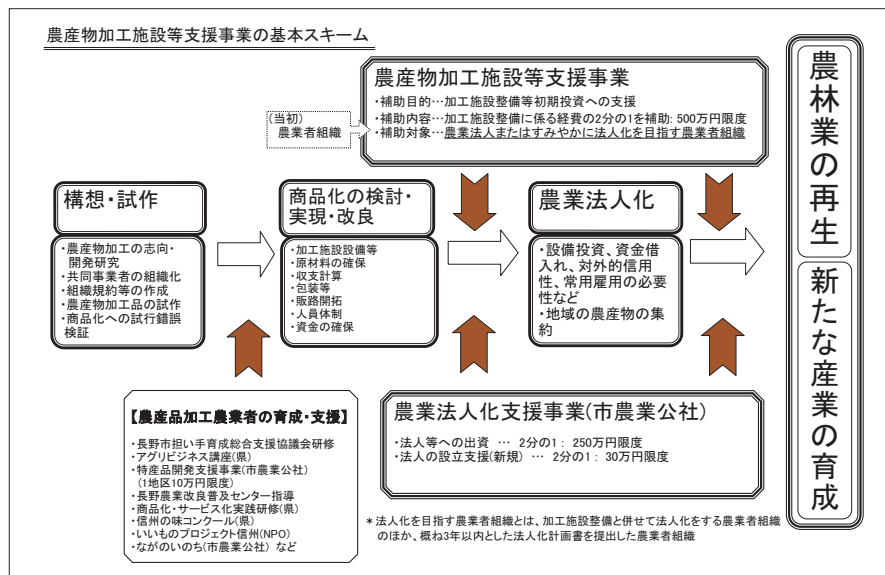 農産物加工施設等支援事業の基本スキーム
農産物加工施設等支援事業
・補助目的…加工施設整備等初期投資への支援
・補助内容…加工施設整備に係る経費の2分の1を補助: 500万円限度
・補助対象…農業法人またはすみやかに法人化を目指す農業者組織
(当初)
農業者組織
構想・試作
・農産物加工の志向・
開発研究
・共同事業者の組織化
・組織規約等の作成
・農産物加工品の試作
・商品化への試行錯誤
検証
商品化の検討・
実現・改良
・加工施設設備等
・原材料の確保
・収支計算
・包装等
・販路開拓
・人員体制
・資金の確保
農業法人化
・設備投資、資金借
入れ、対外的信用
性、常用雇用の必要
性など
・地域の農産物の集
約
【農産品加工農業者の育成・支援】
・長野市担い手育成総合支援協議会研修
・アグリビジネス講座(県)
・特産品開発支援事業(市農業公社)
(1地区10万円限度)
・長野農業改良普及センター指導
・商品化・サービス化実践研修(県)
・信州の味コンクール(県)
・いいものプロジェクト信州(NPO)
・ながのいのち(市農業公社) など
農業法人化支援事業(市農業公社)
・法人等への出資 … 2分の1: 250万円限度
・法人の設立支援(新規) … 2分の1: 30万円限度
*法人化を目指す農業者組織とは、加工施設整備と併せて法人化をする農業者組織
のほか、概ね3年以内とした法人化計画書を提出した農業者組織
農林業の再生
新たな産業の育成